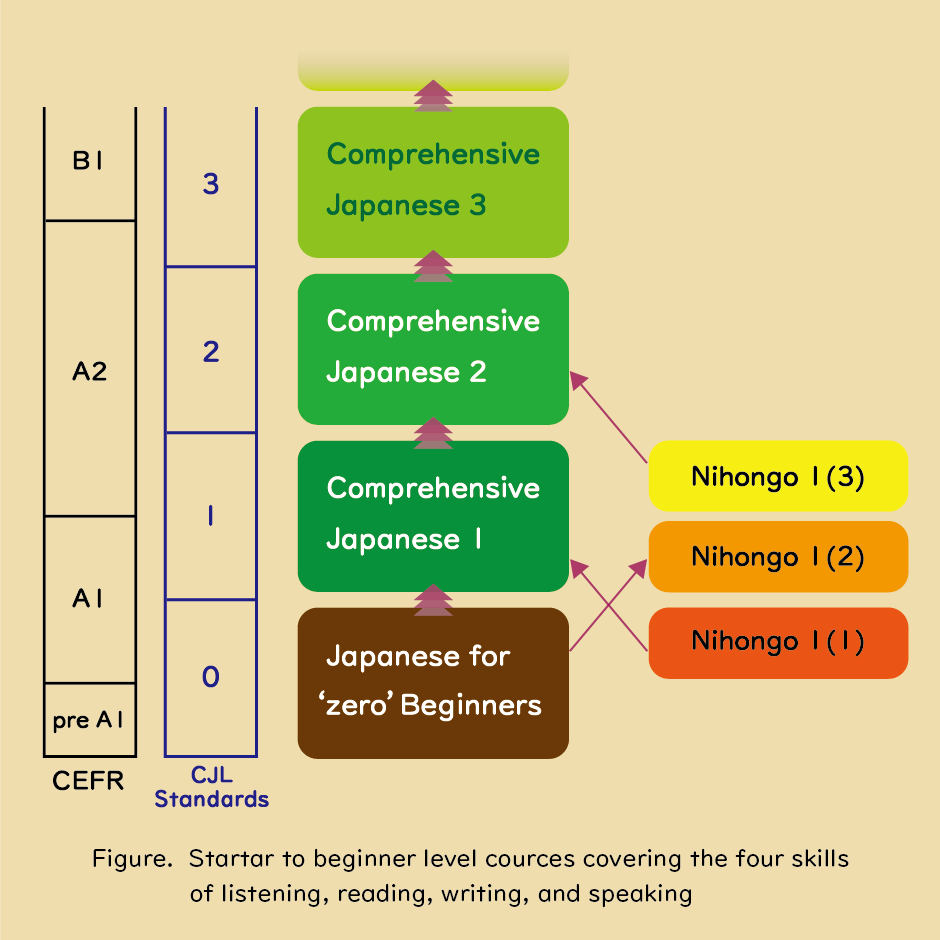 B1
A2
A1
pre A1
CEFR
3
2
1
0
CJL
Standards
Comprehensive
Japanese 3
Comprehensive
Japanese 2
Comprehensive
Japanese 1
Japanese for
‘zero’ Beginners
Nihongo 1(3)
Nihongo 1(2)
Nihongo 1(1)
Figure. Startar to beginner level cources covering the four skills
of listening, reading, writing, and speaking